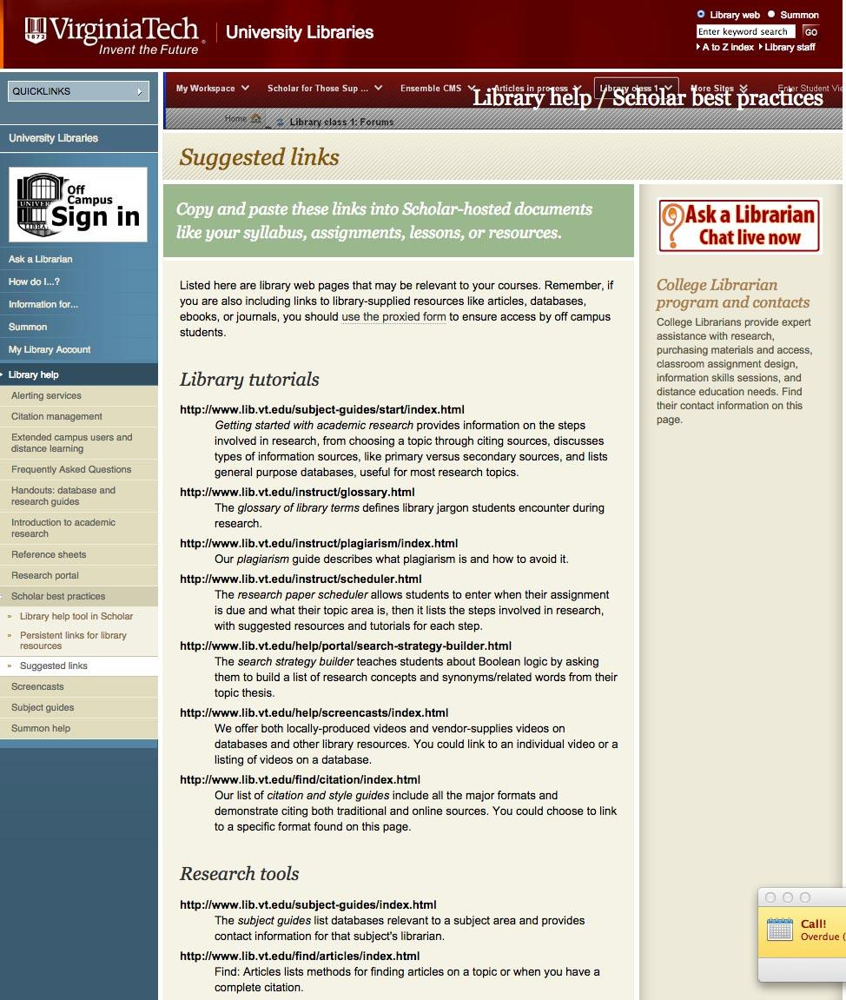 VirginiaTech
1872
Invent the Future
University Libraries
Library web Summon
Enter keyword search GO
A to Z index Library staff
QUICKLINKS
University Libraries
Off
Campus
Sign in
Ask a Librarian
How do I...?
Information for...
Summon
My Library Account
Library help
Alerting services
Citation management
Extended campus users and
distance learning
Frequently Asked Questions
Handouts: database and
research guides
Introduction to academic
research
Reference sheets
Research portal
Scholar best practices
» Library help tool in Scholar
» Persistent links for library
resources
» Suggested links
Screencasts
Subject guides
Summon help
My Workspace Scholar for Those Sup ... Ensemble CMS Articles in process Library class 1 More Sites Enter Student Vie
Library help / Scholar best practices
Home Library class 1: Forums
Suggested links
Copy and paste these links into Scholar-hosted documents
like your syllabus, assignments, lessons, or resources.
Listed here are library web pages that may be relevant to your courses. Remember, if
you are also including links to library-supplied resources like articles, databases,
ebooks, or journals, you should use the proxied form to ensure access by off campus
students.
Library tutorials
http://www.lib.vt.edu/subject-guides/start/index.html
Getting started with academic research provides information on the steps
involved in research, from choosing a topic through citing sources, discusses
types of information sources, like primary versus secondary sources, and lists
general purpose databases, useful for most research topics.
http://www.lib.vt.edu/instruct/glossary.html
The glossary of library terms defines library jargon students encounter during
research.
http://www.lib.vt.edu/instruct/plagiarism/index.html
Our plagiarism guide describes what plagiarism is and how to avoid it.
http://www.lib.vt.edu/instruct/scheduler.html
The research paper scheduler allows students to enter when their assignment
is due and what their topic area is, then it lists the steps involved in research,
with suggested resources and tutorials for each step.
http://www.lib.vt.edu/help/portal/search-strategy-builder.html
The search strategy builder teaches students about Boolean logic by asking
them to build a list of research concepts and synonyms/related words from their
topic thesis.
http://www.lib.vt.edu/help/screencasts/index.html
We offer both locally-produced videos and vendor-supplies videos on
databases and other library resources. You could link to an individual video or a
listing of videos on a database.
http://www.lib.vt.edu/find/citation/index.html
Our list of citation and style guides include all the major formats and
demonstrate citing both traditional and online sources. You could choose to link
to a specific format found on this page.
Research tools
http://www.lib.vt.edu/subject-guides/index.html
The subject guides list databases relevant to a subject area and provides
contact information for that subject's librarian.
http://www.lib.vt.edu/find/articles/index.html
Find: Articles lists methods for finding articles on a topic or when you have a
complete citation.
Ask a Librarian
Chat live now
College Librarian
program and contacts
College Librarians provide expert
assistance with research,
purchasing materials and access,
classroom assignment design,
information skills sessions, and
distance education needs. Find
their contact information on this
page.
Call!
Overdue (